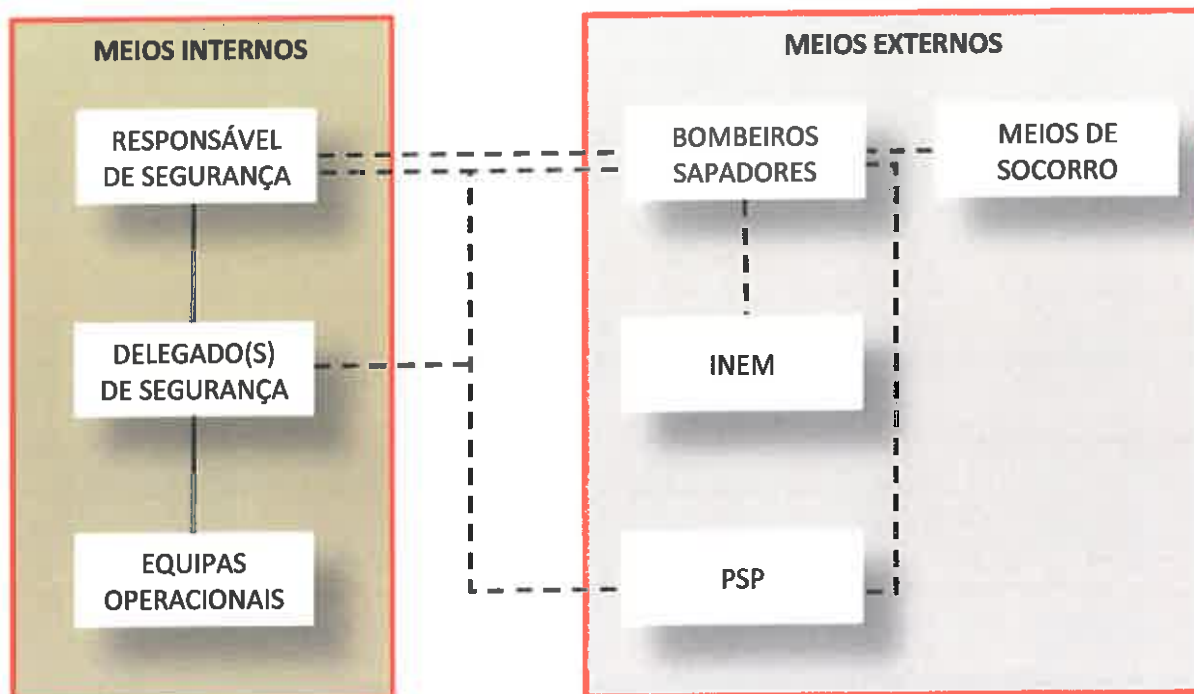 MEIOS INTERNOS
RESPONSÁVEL
DE SEGURANÇA
DELEGADO(S)
DE SEGURANÇA
EQUIPAS
OPERACIONAIS
MEIOS EXTERNOS
BOMBEIROS
SAPADORES
MEIOS DE
SOCORRO
INEM
PSP